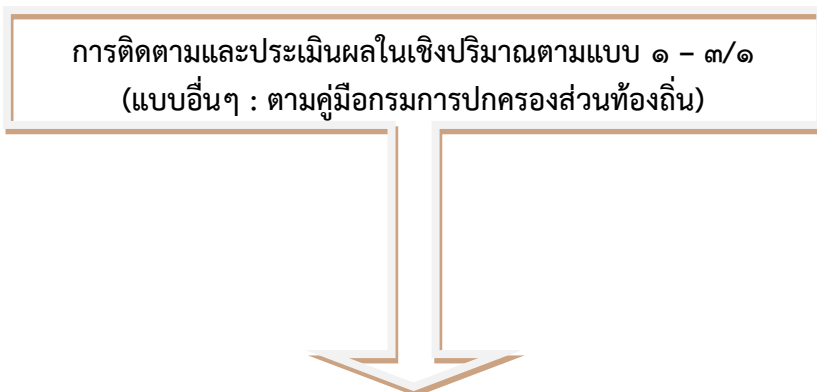 การติดตามและประเมินผลในเชิงปริมาณตามแบบ ๑ – ๓/๑
(แบบอื่นๆ : ตามคู่มือกรมการปกครองส่วนท้องถิ่น)